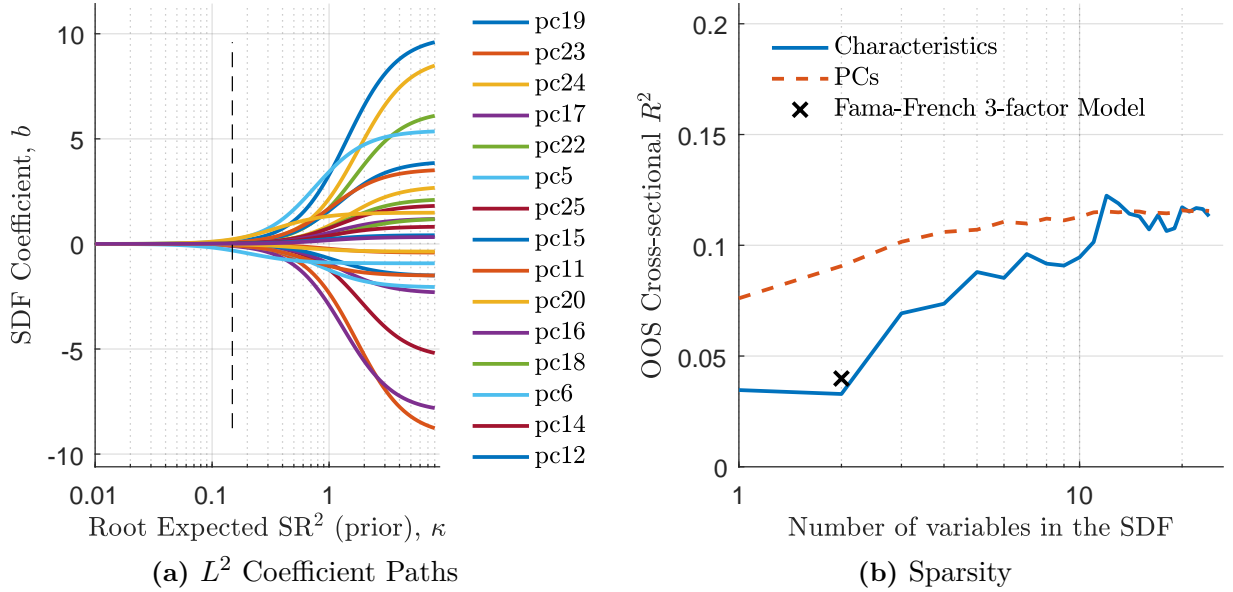 10
5
0
-5
-10
0.01
0.1
1
SDF Coefficient, b
Root Expected SR² (prior), κ
pc19
pc23
pc24
pc17
pc22
pc5
pc25
pc15
pc11
pc20
pc16
pc18
pc6
pc14
pc12
(a) L² Coefficient Paths
0.2
0.15
0.1
0.05
0
1
10
OOS Cross-sectional R²
Number of variables in the SDF
Characteristics
PCs
Fama-French 3-factor Model
(b) Sparsity